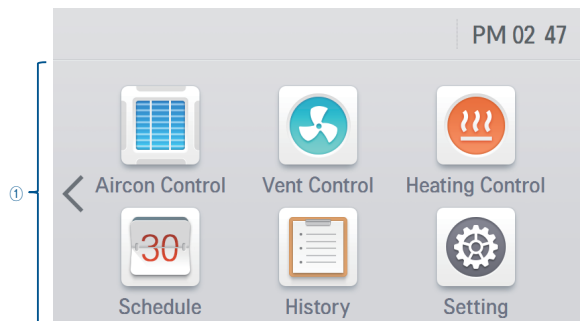 PM 02 47
Aircon Control Vent Control Heating Control
①
30
Schedule History Setting